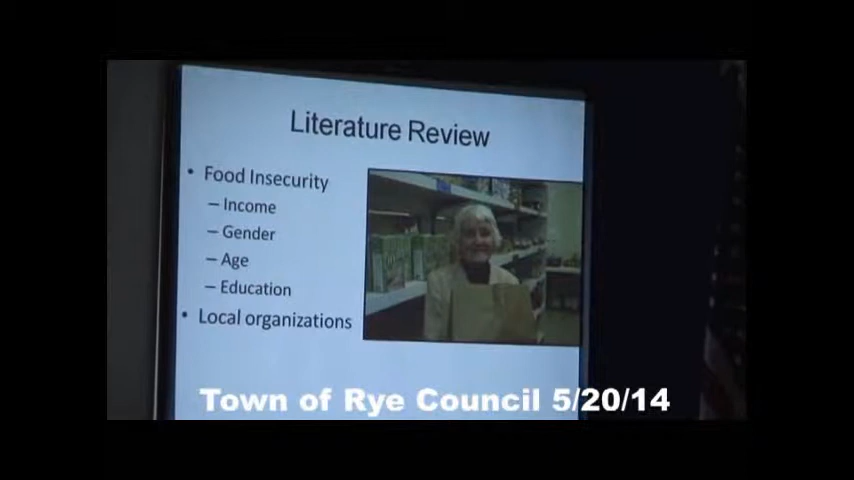 Literature Review
• Food Insecurity
– Income
– Gender
– Age
– Education
• Local organizations
Town of Rye Council 5/20/14